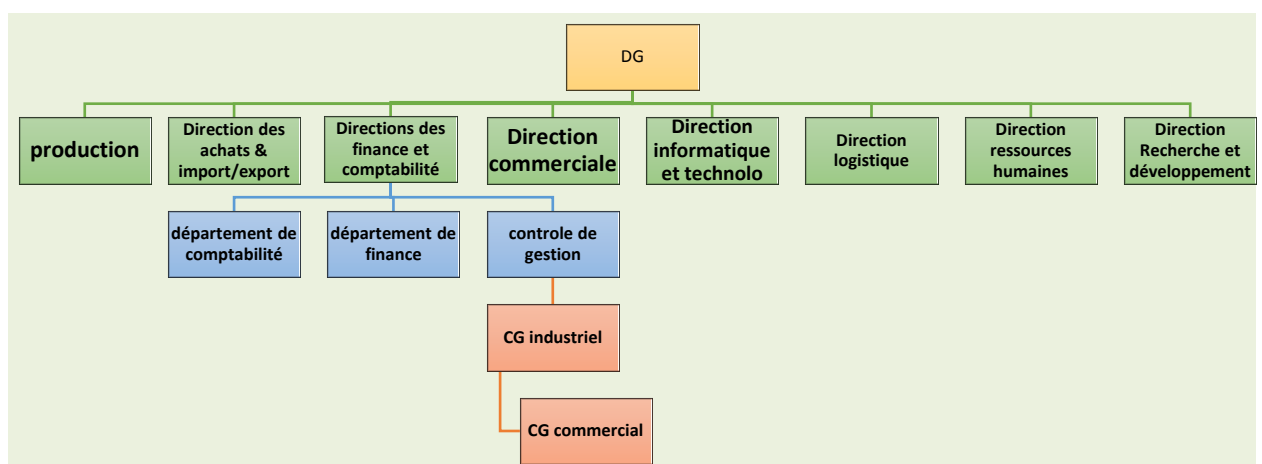 DG
production
Direction des
achats &
import/export
Directions des
finance et
comptabilité
Direction
commerciale
Direction
informatique
et technolo
Direction
logistique
Direction
ressources
humaines
Direction
Recherche et
développement
département de
comptabilité
département de
finance
controle de
gestion
CG industriel
CG commercial